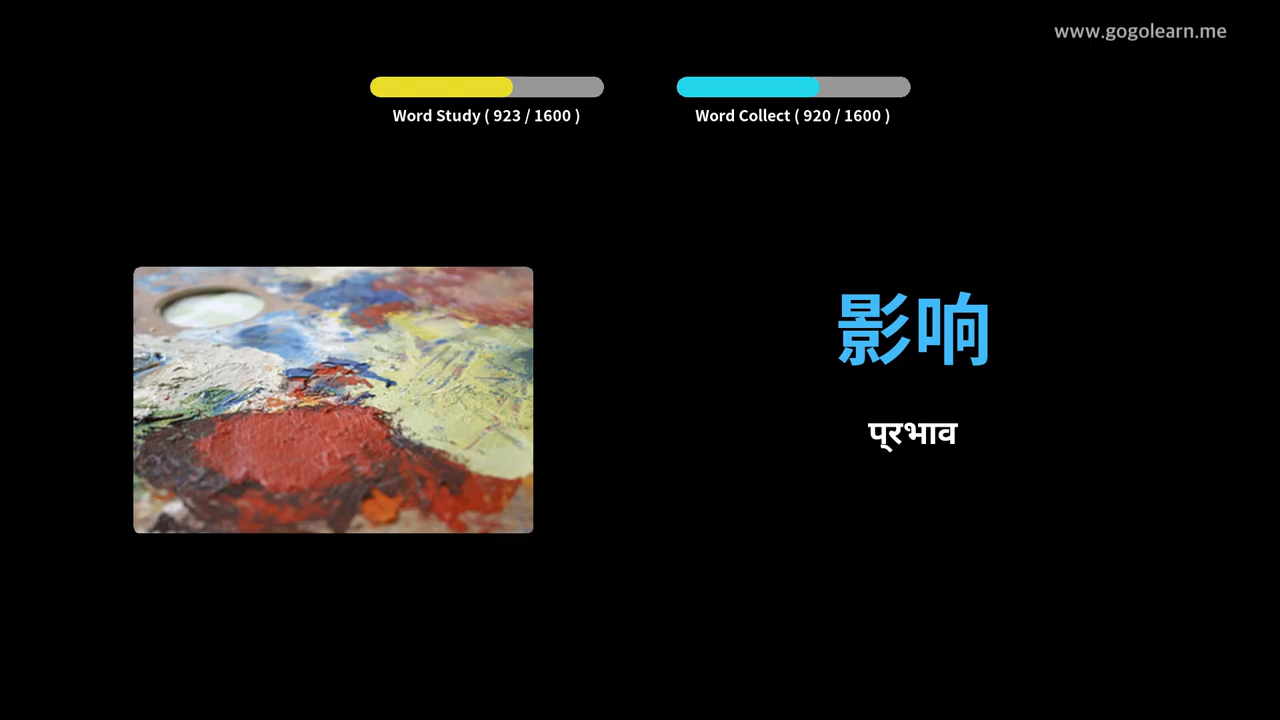 www.gogolearn.me
Word Study ( 923 / 1600 )
Word Collect ( 920 / 1600 )
影响
प्रभाव